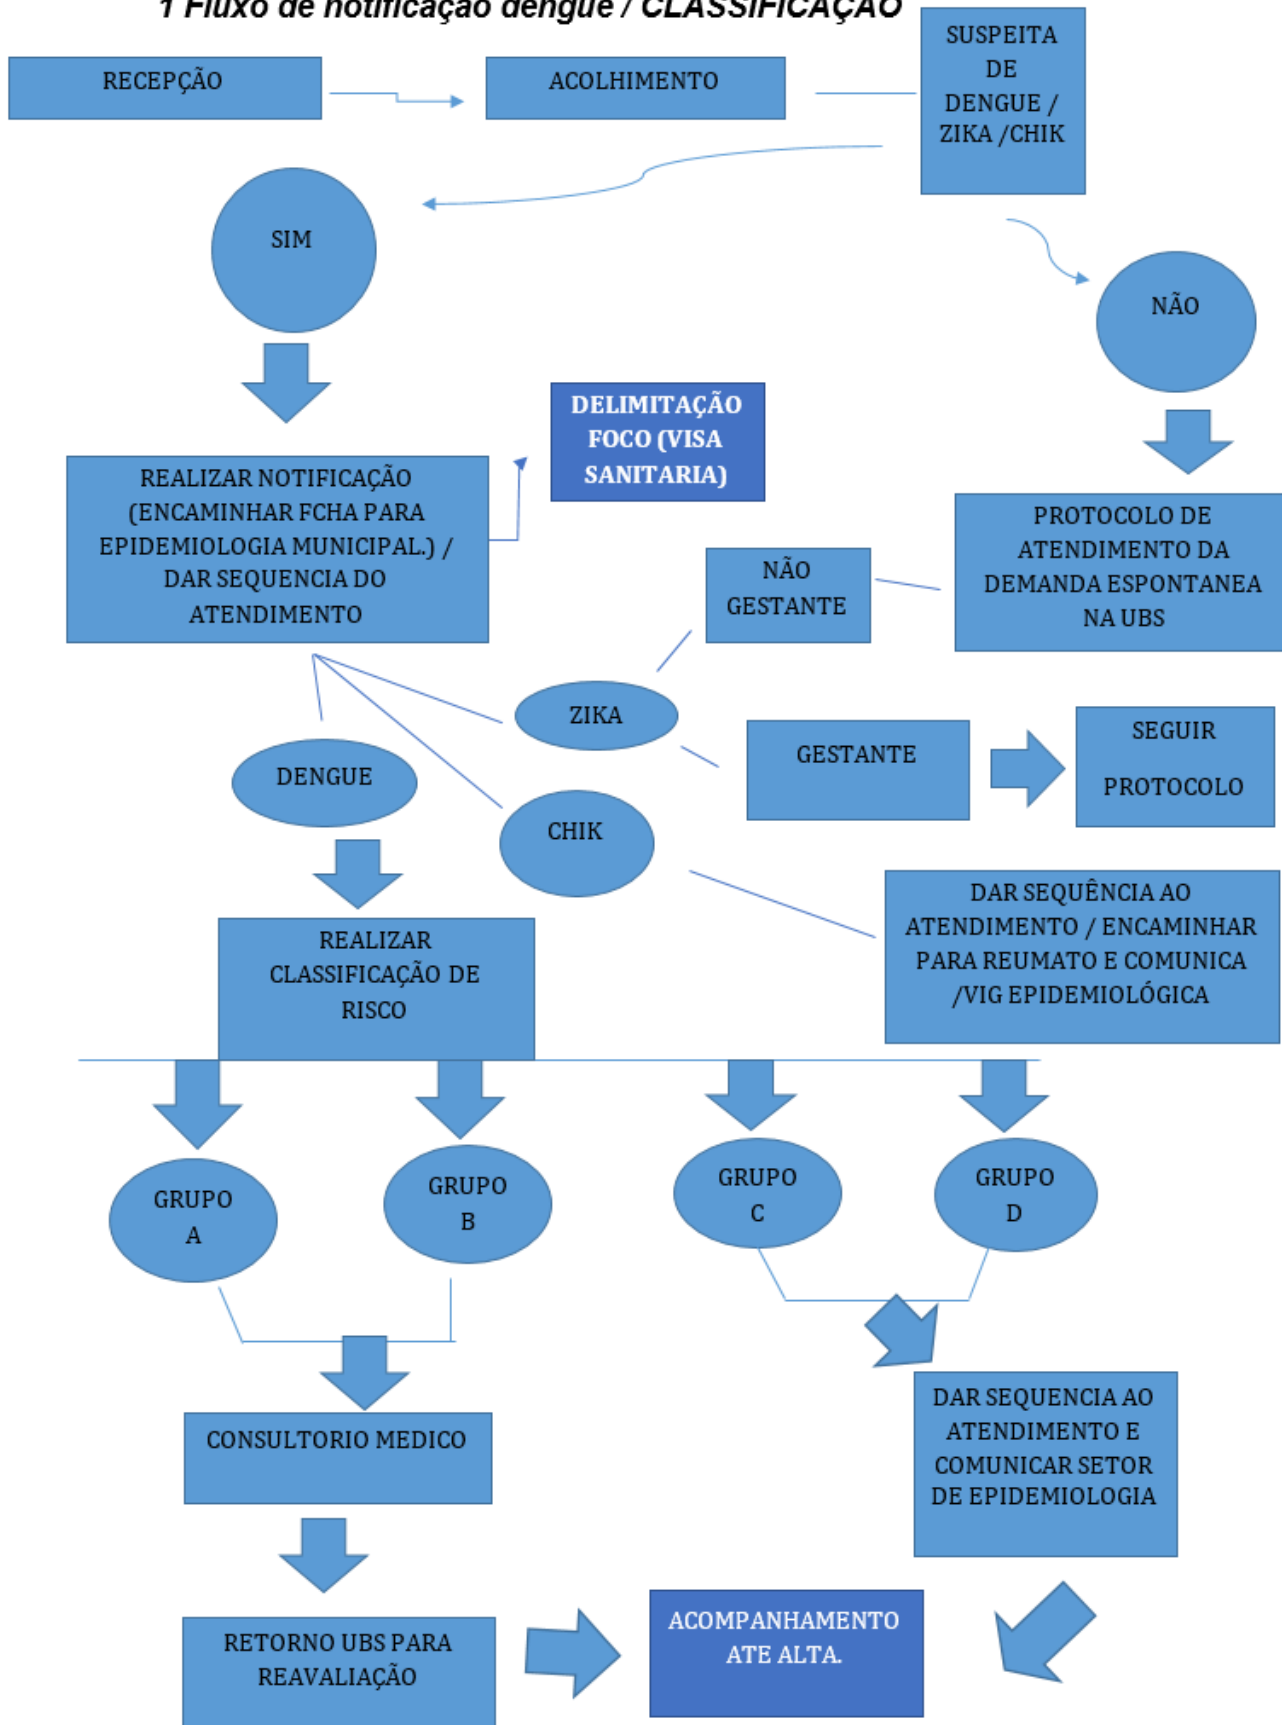 1 Fluxo de notificação dengue / CLASSIFICAÇÃO
RECEPÇÃO
ACOLHIMENTO
SUSPEITA
DE
DENGUE /
ZIKA /CHIK
SIM
NÃO
DELIMITAÇÃO
FOCO (VISA
SANITARIA)
REALIZAR NOTIFICAÇÃO
(ENCAMINHAR FCHA PARA
EPIDEMIOLOGIA MUNICIPAL.) /
DAR SEQUENCIA DO
ATENDIMENTO
PROTOCOLO DE
ATENDIMENTO DA
DEMANDA ESPONTANEA
NA UBS
NÃO
GESTANTE
ZIKA
GESTANTE
SEGUIR
PROTOCOLO
DENGUE
CHIK
DAR SEQUÊNCIA AO
ATENDIMENTO / ENCAMINHAR
PARA REUMATO E COMUNICA
/VIG EPIDEMIOLÓGICA
REALIZAR
CLASSIFICAÇÃO DE
RISCO
GRUPO
A
GRUPO
B
GRUPO
C
GRUPO
D
CONSULTORIO MEDICO
DAR SEQUENCIA AO
ATENDIMENTO E
COMUNICAR SETOR
DE EPIDEMIOLOGIA
RETORNO UBS PARA
REAVALIAÇÃO
ACOMPANHAMENTO
ATE ALTA.